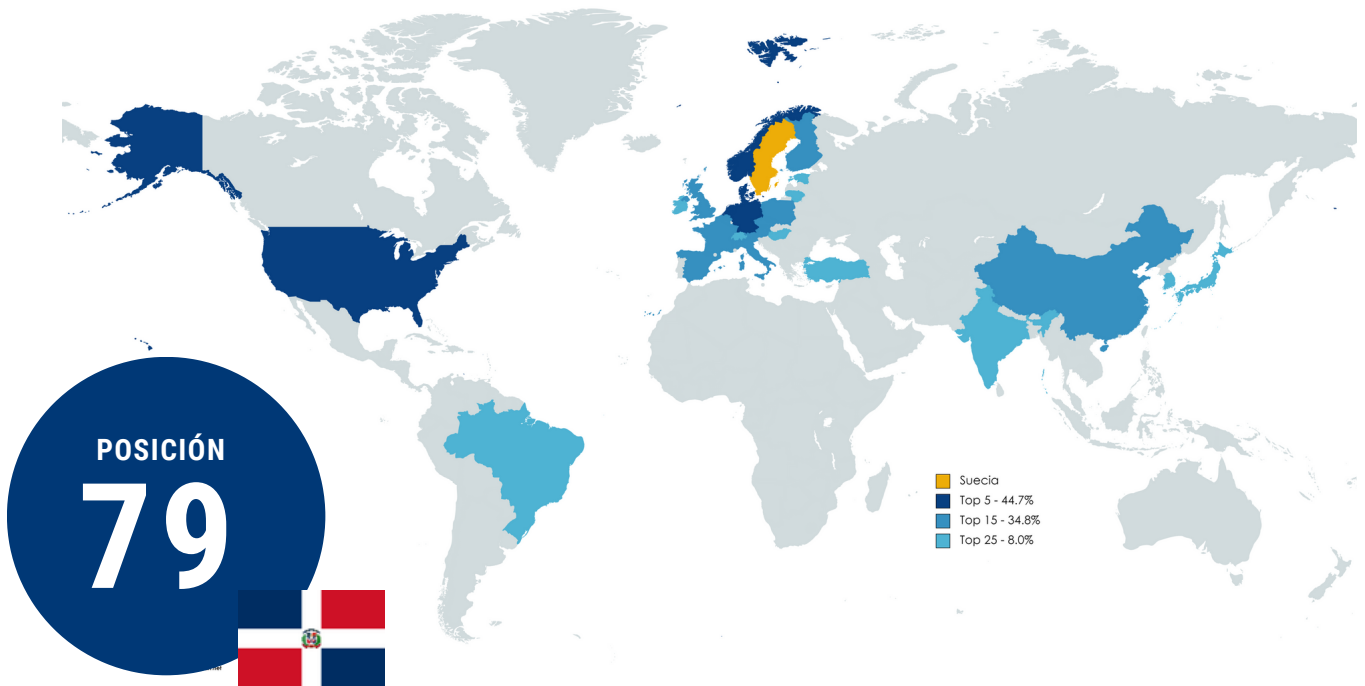 POSICIÓN
79
Suecia
Top 5 - 44.7%
Top 15 - 34.8%
Top 25 - 8.0%